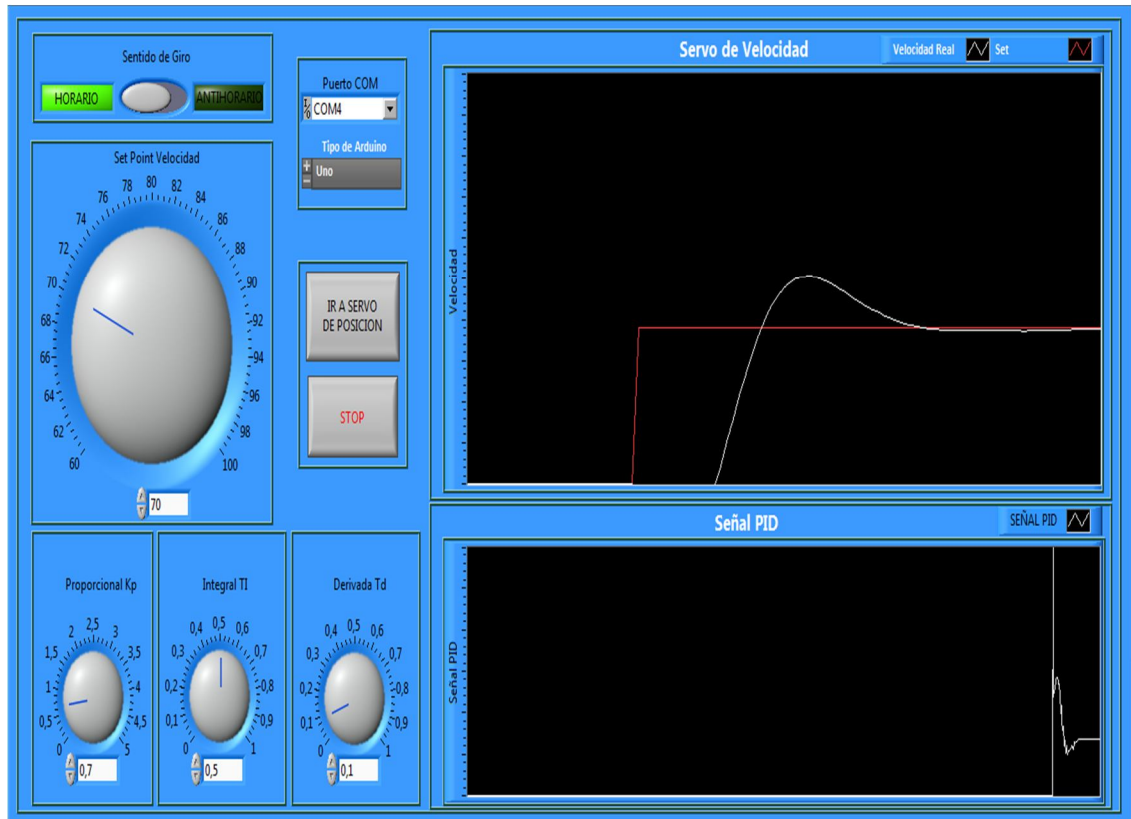 Sentido de Giro
HORARIO
ANTIHORARIO
Puerto COM
COM4
Tipo de Arduino
Uno
Set Point Velocidad
60
62
64
66
68
70
72
74
76
78
80
82
84
86
88
90
92
94
96
98
100
70
IR A SERVO
DE POSICION
STOP
Servo de Velocidad
Velocidad Real
Set
Velocidad
Proporcional Kp
0
0,5
1
1,5
2
2,5
3
3,5
4
4,5
5
0,7
Integral TI
0
0,1
0,2
0,3
0,4
0,5
0,6
0,7
0,8
0,9
1
0,5
Derivada Td
0
0,1
0,2
0,3
0,4
0,5
0,6
0,7
0,8
0,9
1
0,1
Señal PID
SEÑAL PID
Señal PID